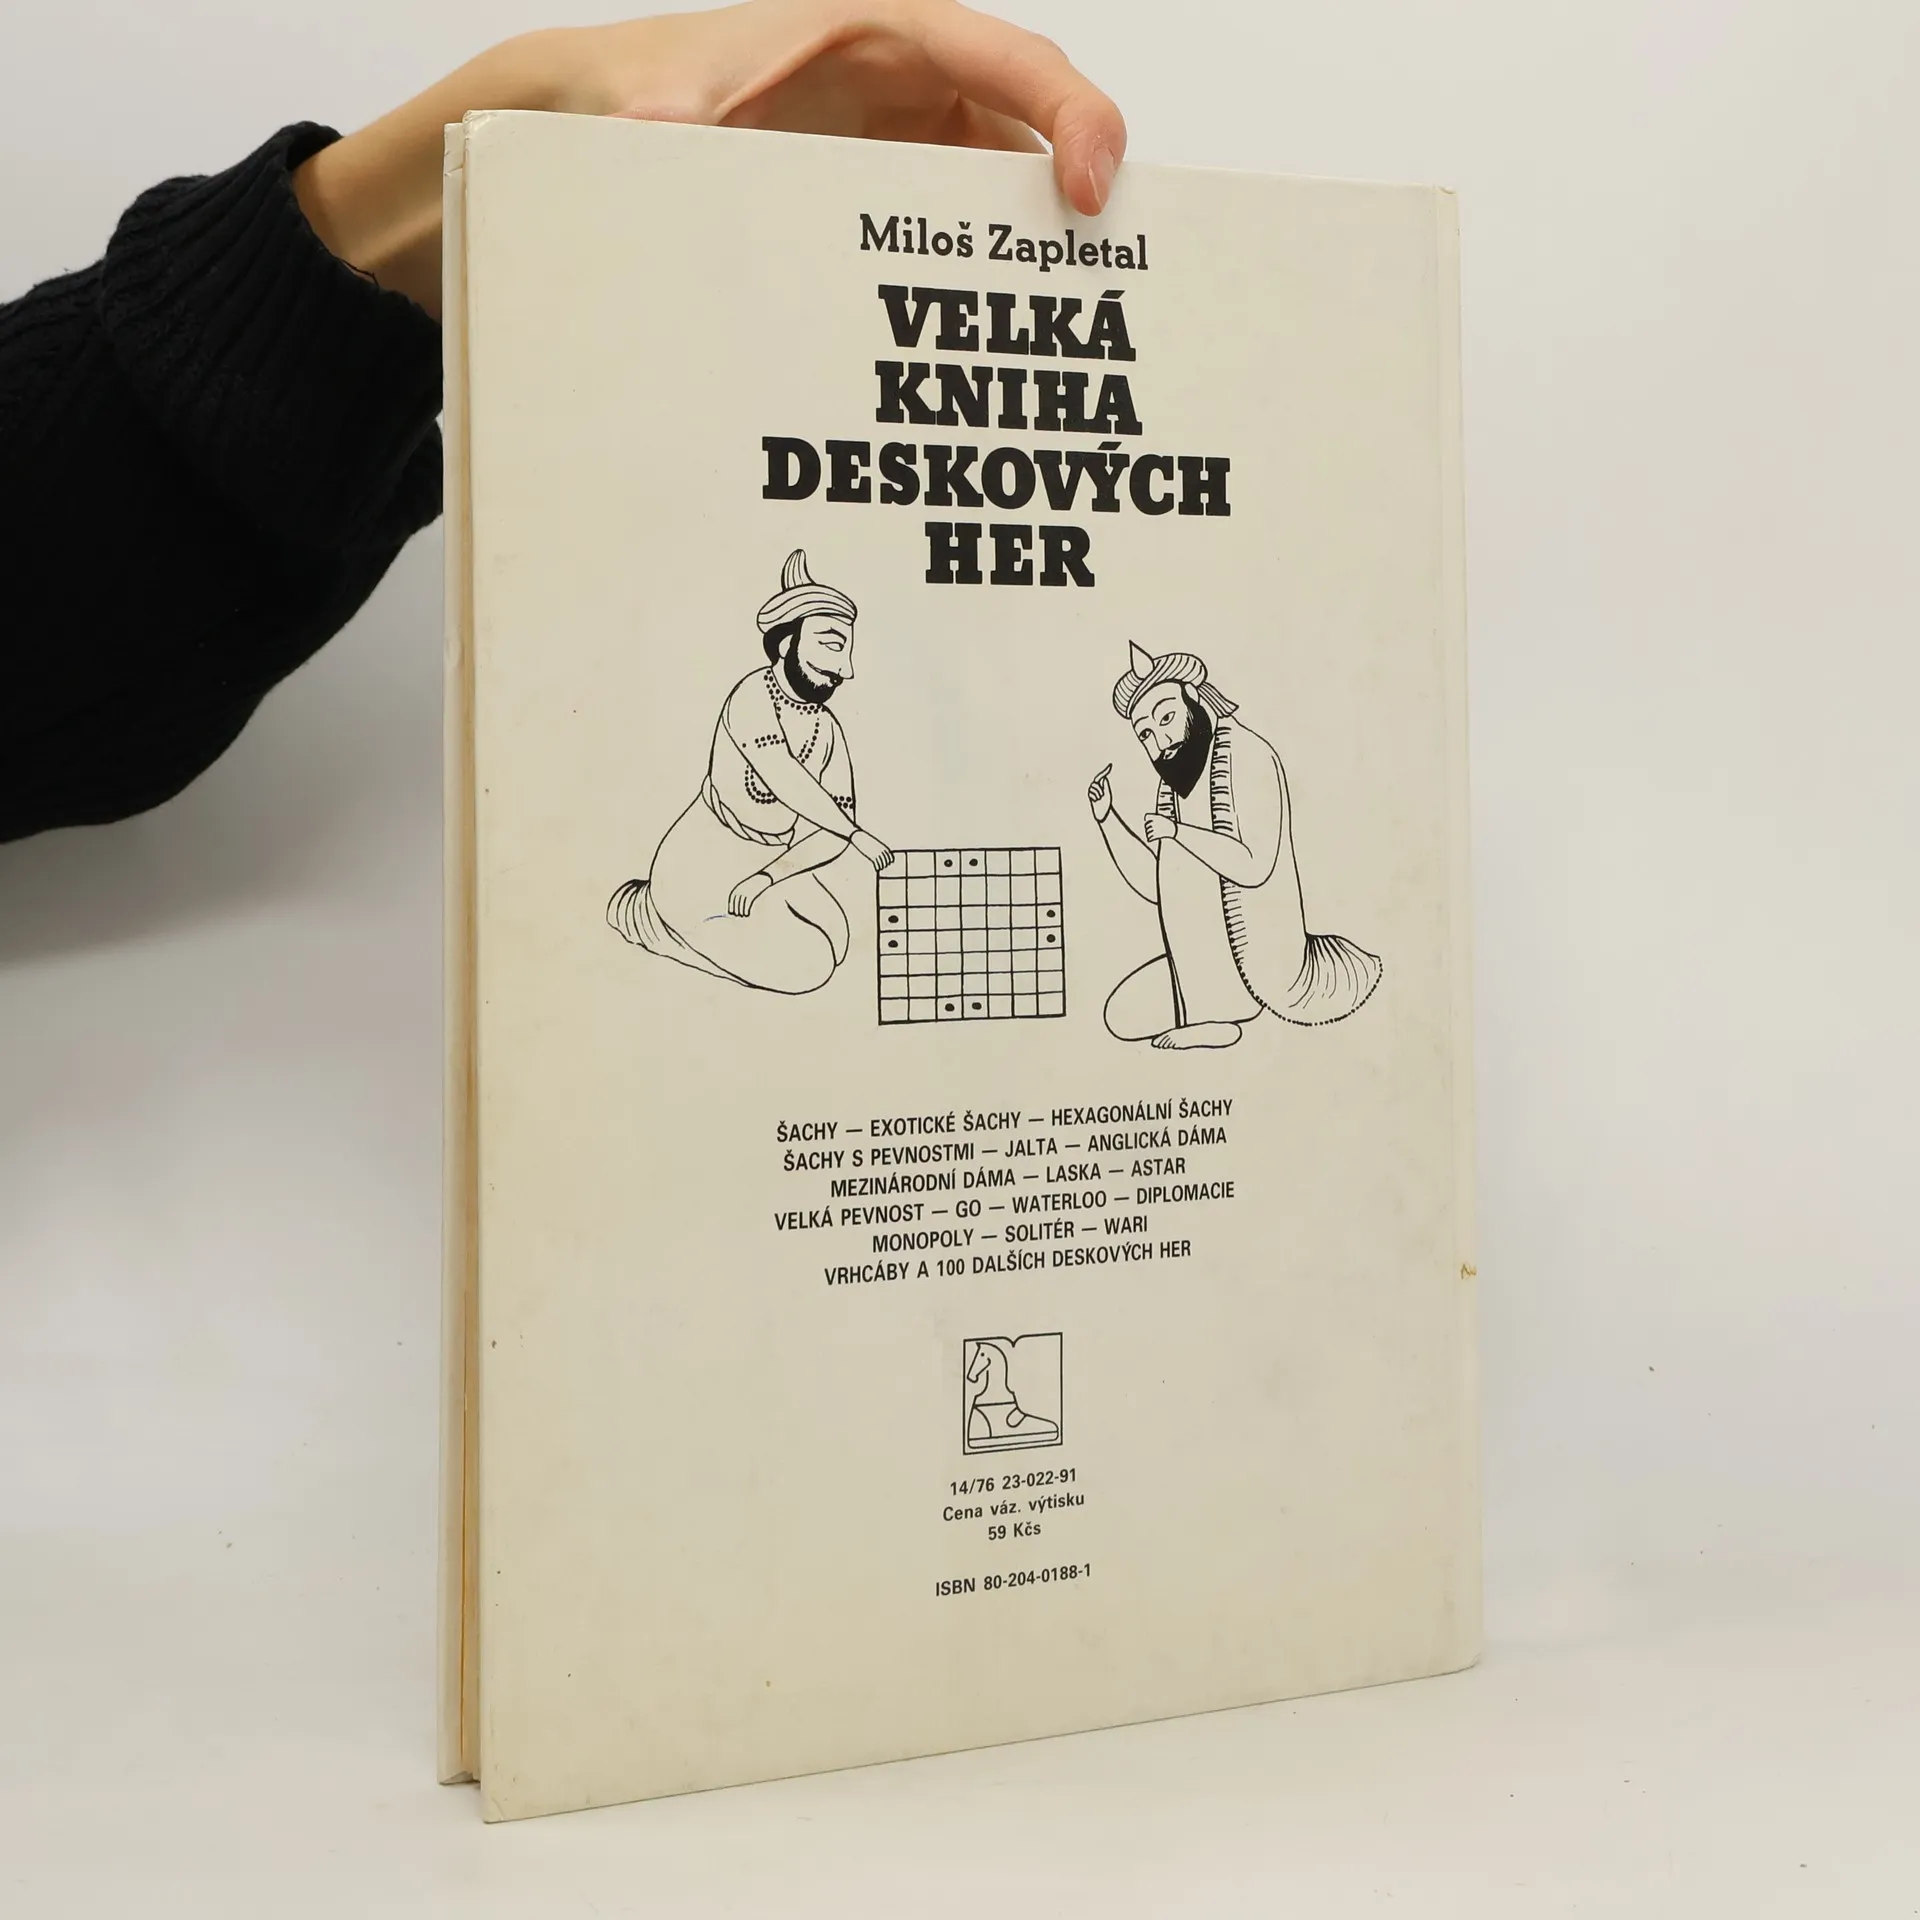 Miloš Zapletal
VELKÁ
KNIHA
DESKOVÝCH
HER
ŠACHY — EXOTICKÉ ŠACHY — HEXAGONÁLNÍ ŠACHY
ŠACHY S PEVNOSTMI — JALTA — ANGLICKÁ DÁMA
MEZINÁRODNÍ DÁMA — LASKA — ASTAR
VELKÁ PEVNOST — GO — WATERLOO — DIPLOMACIE
MONOPOLY — SOLITÉR — WARI
VRHCÁBY A 100 DALŠÍCH DESKOVÝCH HER
14/76 23-022-91
Cena váz. výtisku
59 Kčs
ISBN 80-204-0188-1